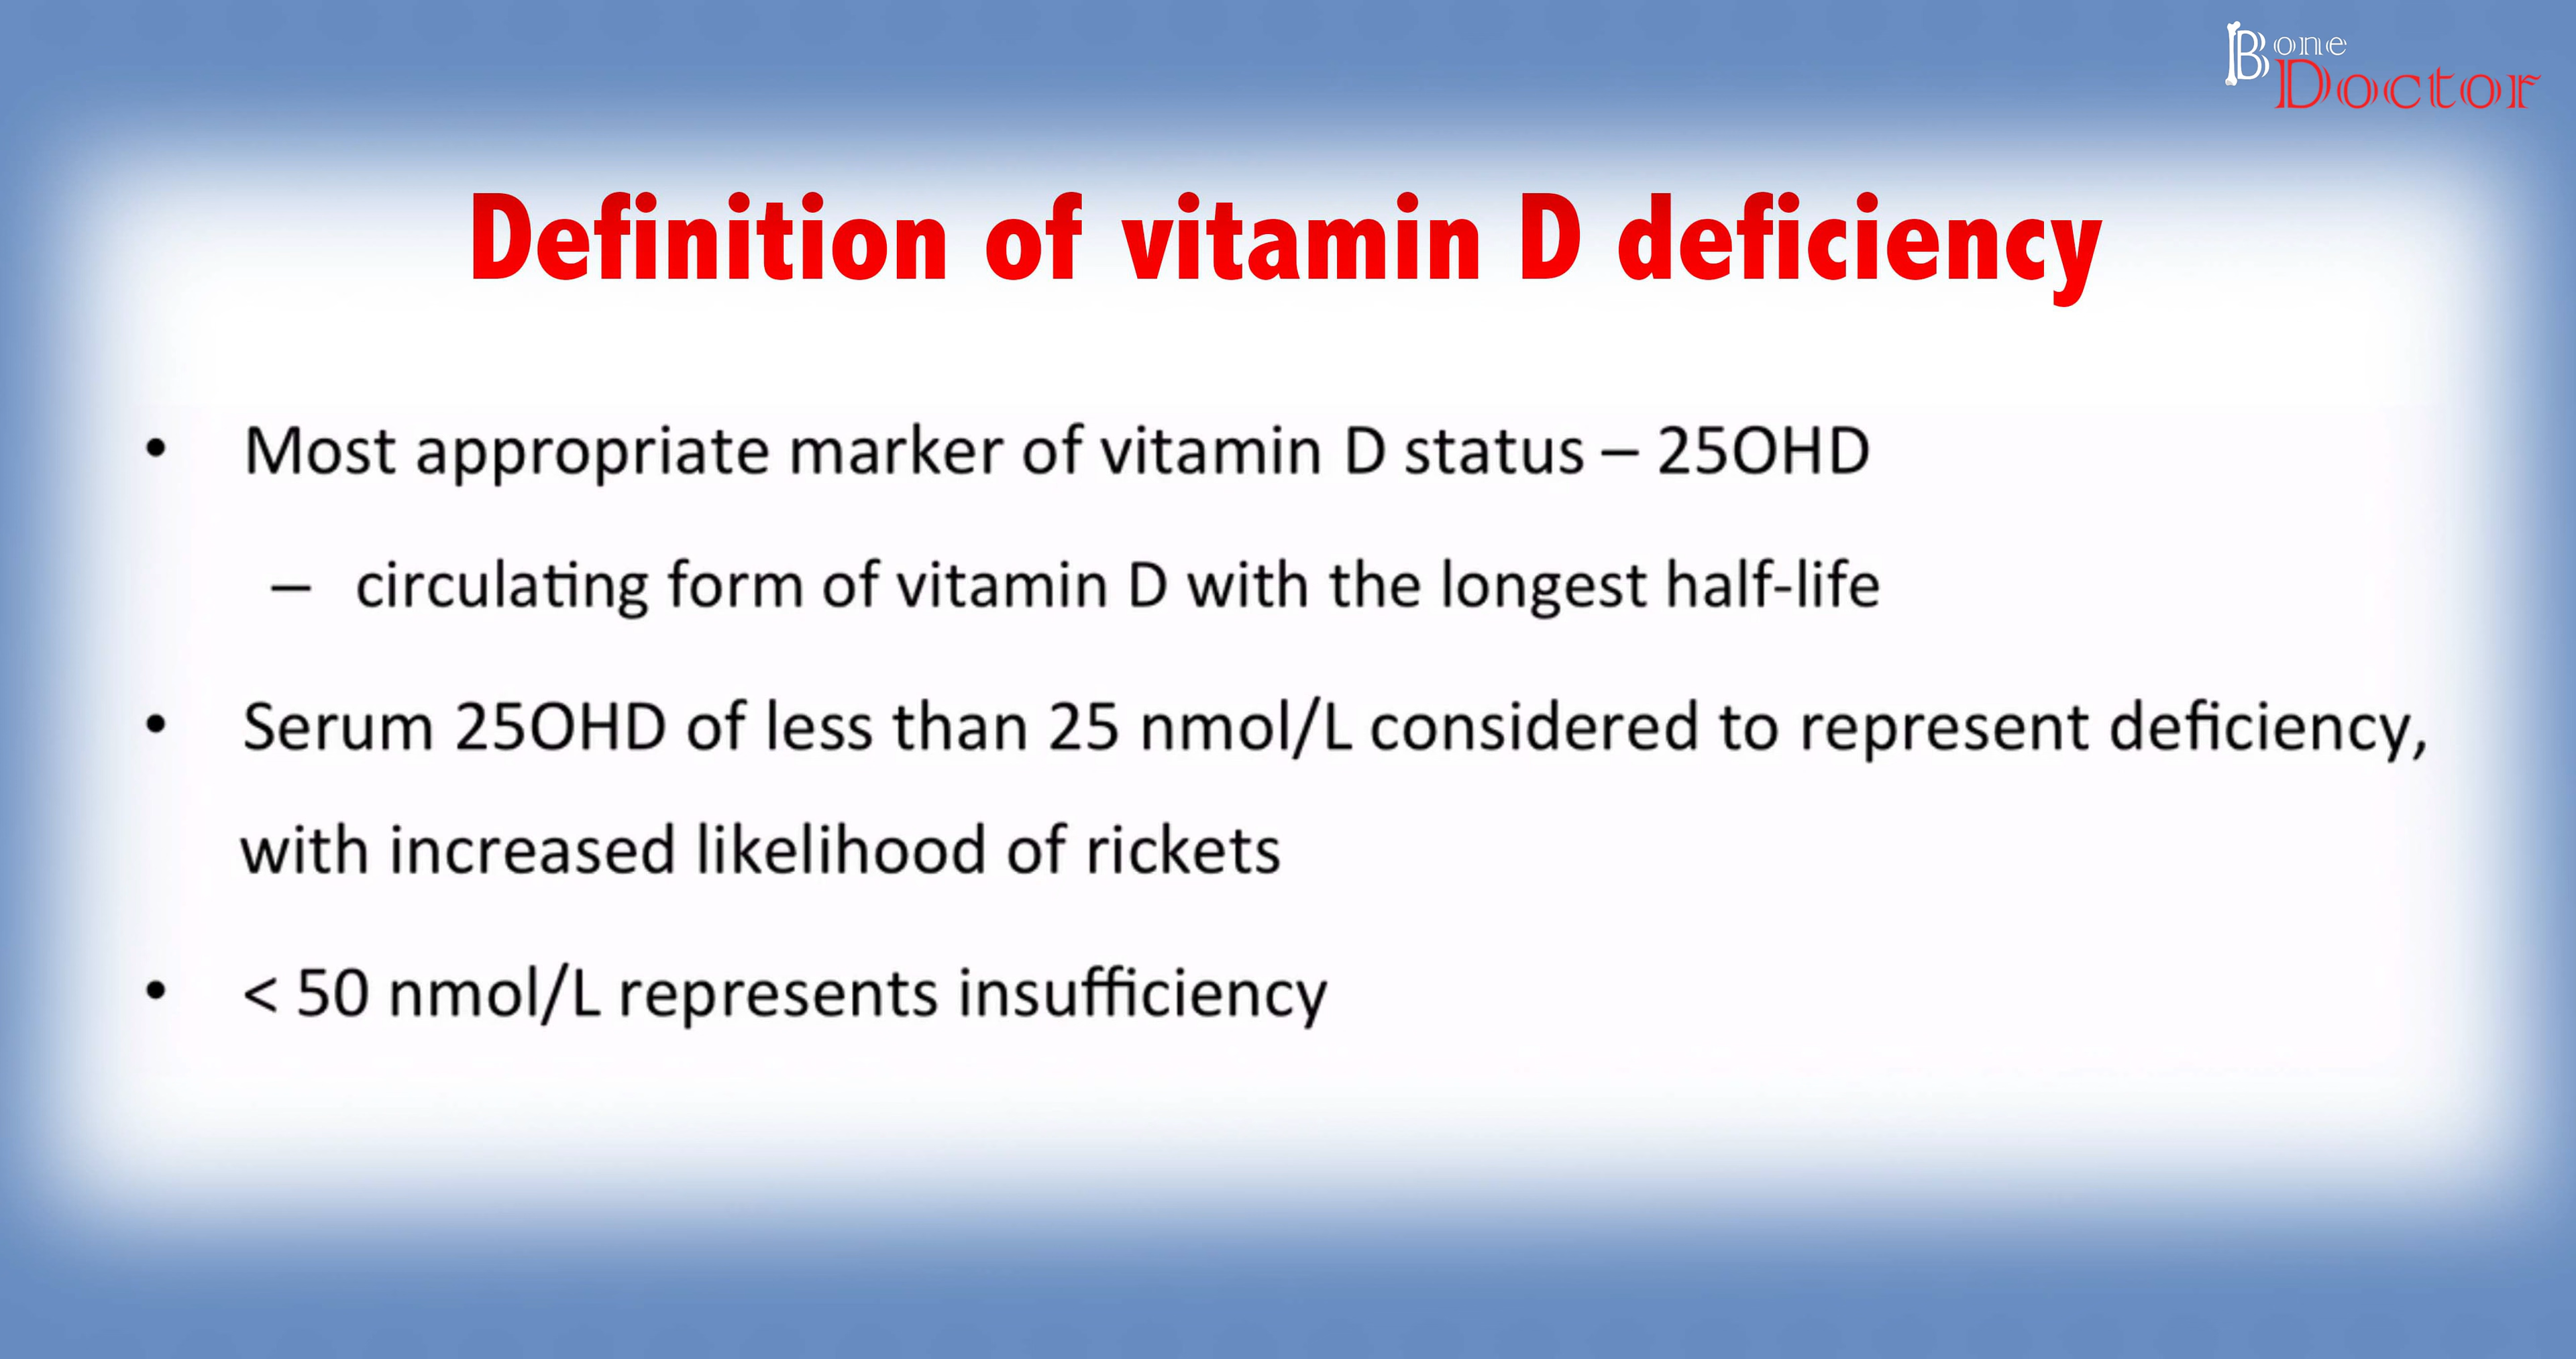 Bone
Doctor
Definition of vitamin D deficiency
• Most appropriate marker of vitamin D status – 25OHD
– circulating form of vitamin D with the longest half-life
• Serum 25OHD of less than 25 nmol/L considered to represent deficiency,
with increased likelihood of rickets
• < 50 nmol/L represents insufficiency